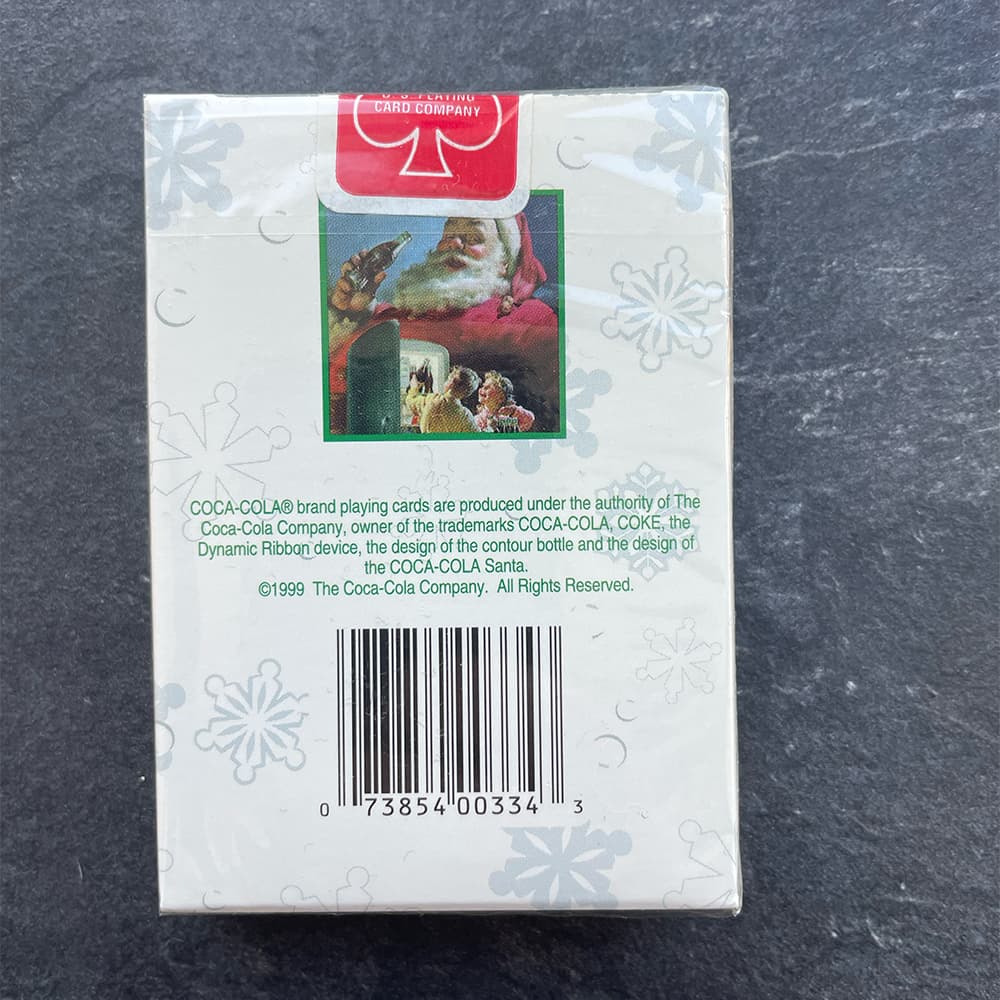 U.S. PLAYING
CARD COMPANY
COCA-COLA® brand playing cards are produced under the authority of The
Coca-Cola Company, owner of the trademarks COCA-COLA, COKE, the
Dynamic Ribbon device, the design of the contour bottle and the design of
the COCA-COLA Santa.
©1999 The Coca-Cola Company. All Rights Reserved.
0 73854 00334 3